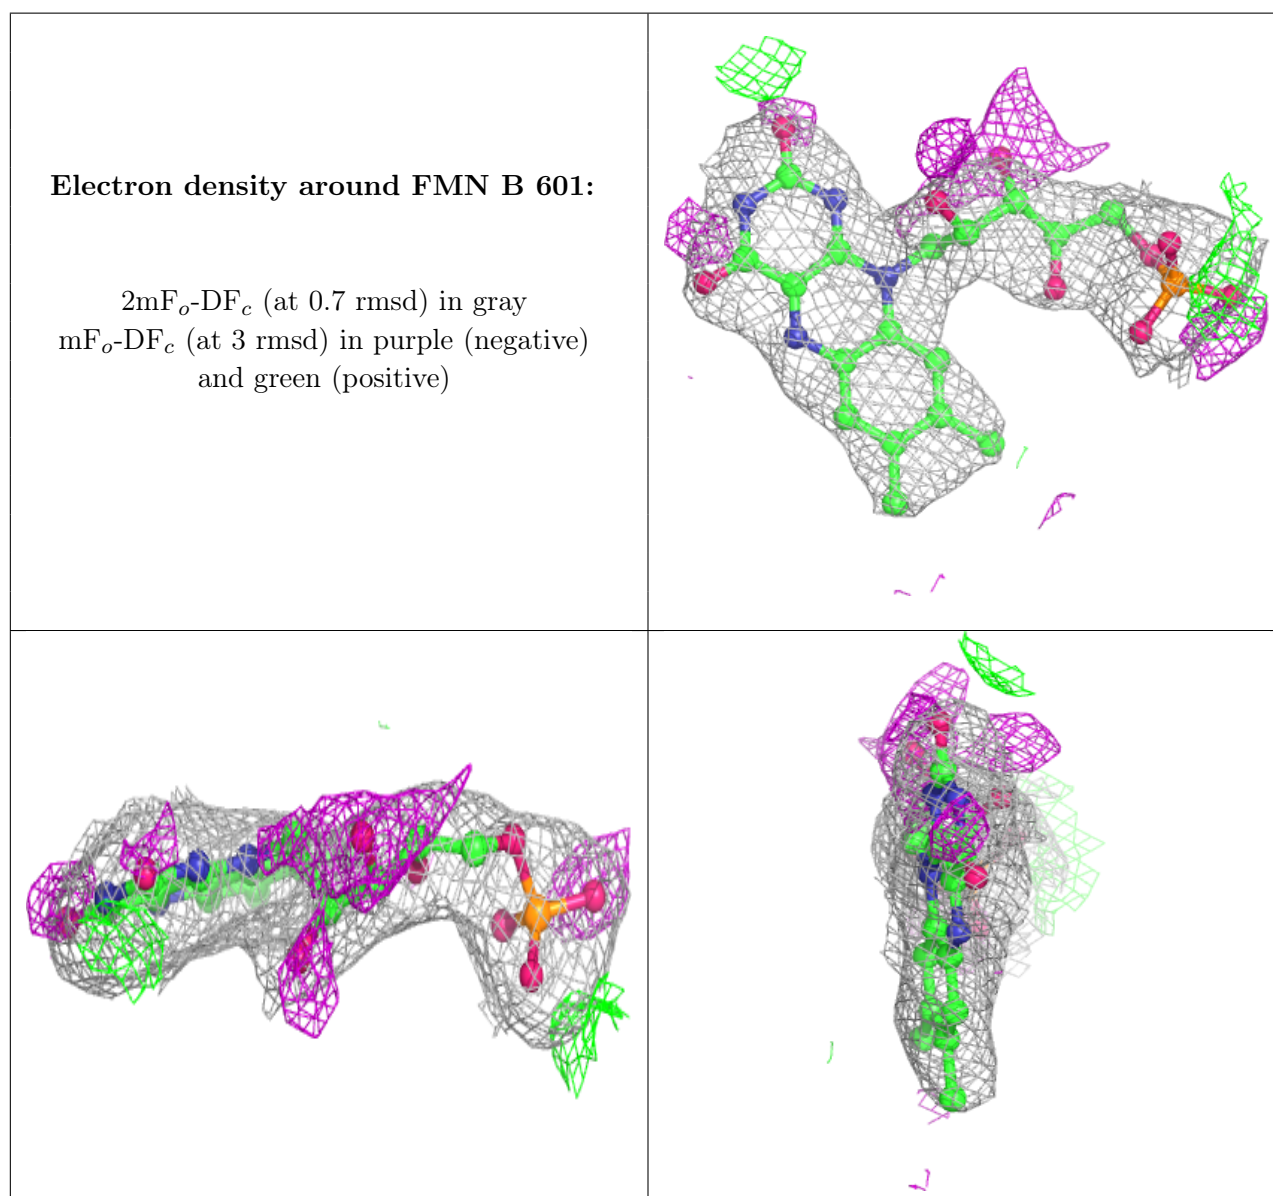 Electron density around FMN B 601:
2mFₒ-DF𝑐 (at 0.7 rmsd) in gray
mFₒ-DF𝑐 (at 3 rmsd) in purple (negative)
and green (positive)